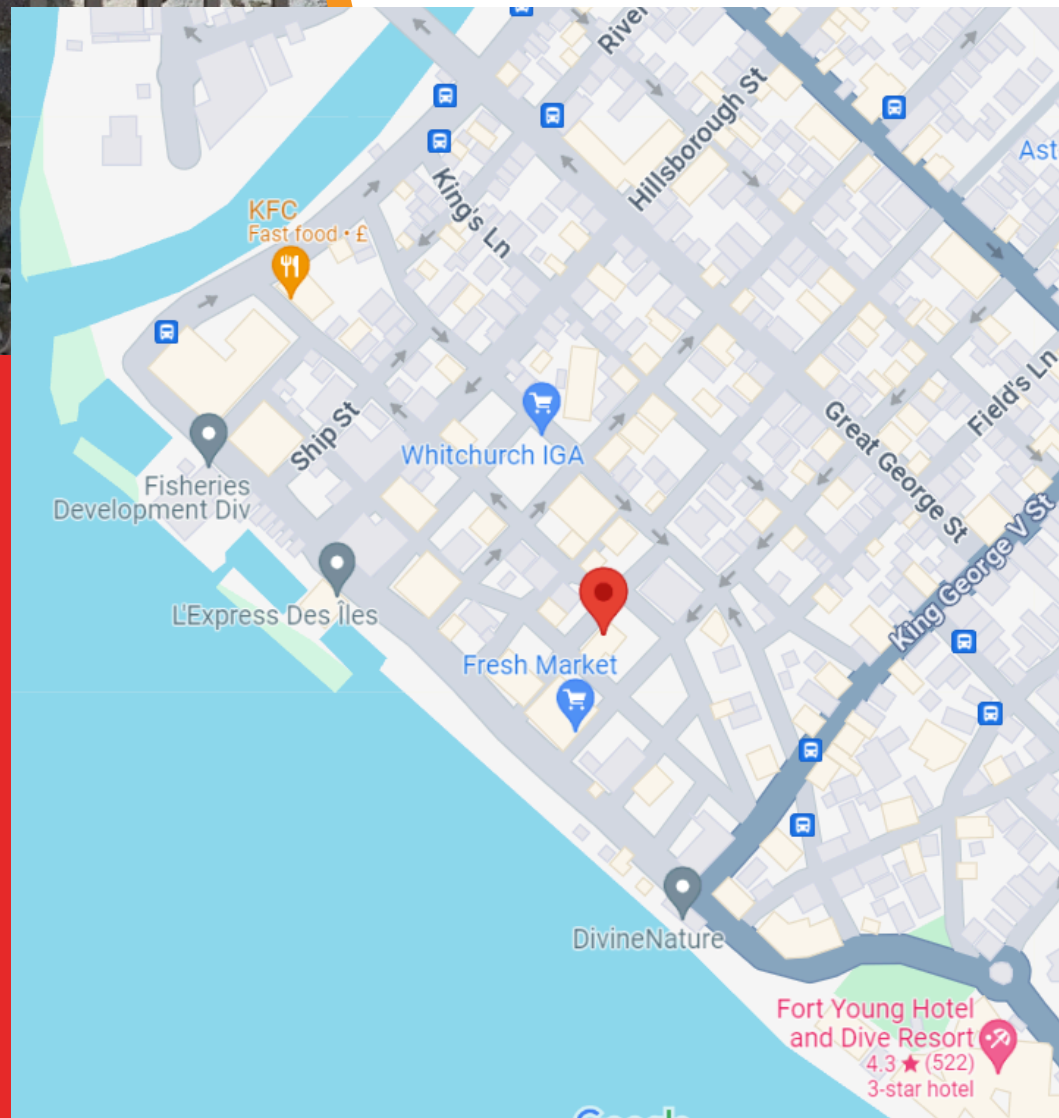 River
Hillsborough St
Ast
King's Ln
KFC
Fast food • £
Field's Ln
Great George St
Whitchurch IGA
Ship St
Fisheries
Development Div
King George V St
L'Express Des Îles
Fresh Market
DivineNature
Fort Young Hotel
and Dive Resort
4.3 ★ (522)
3-star hotel
Google